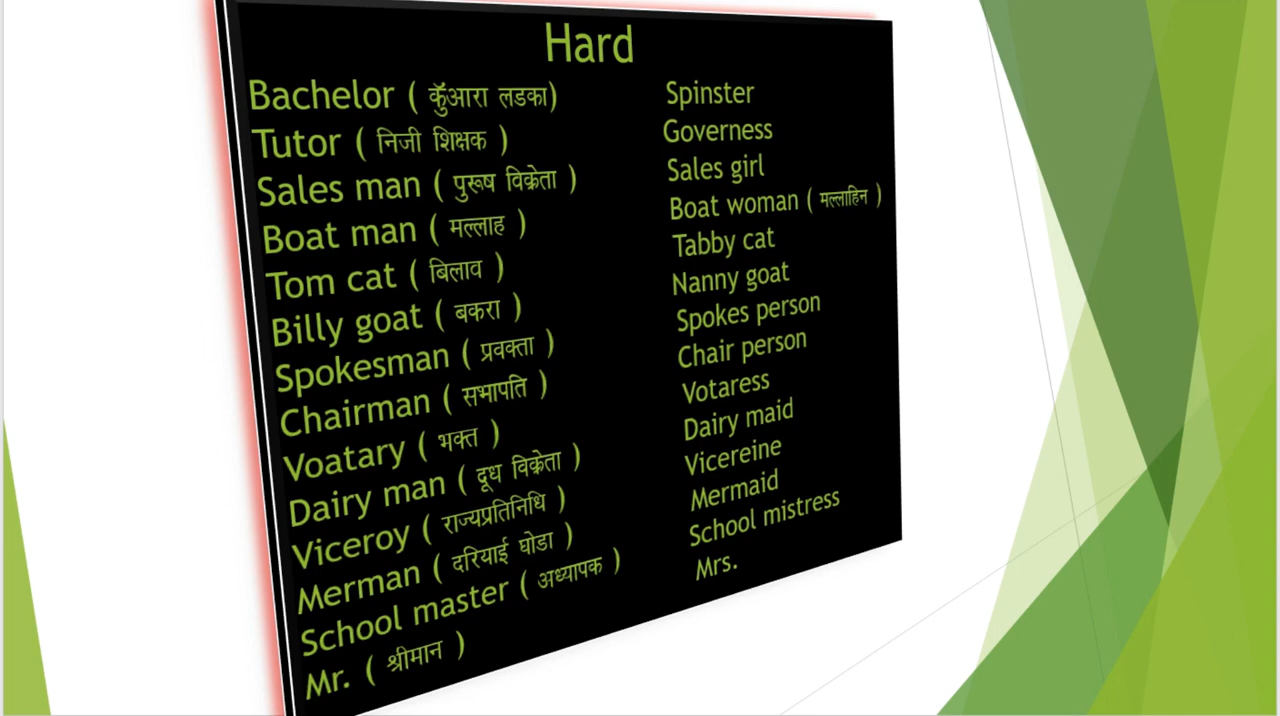 Hard
Bachelor ( कुँआरा लडका) Spinster
Tutor ( निजी शिक्षक ) Governess
Sales man ( पुरूष विक्रेता ) Sales girl
Boat man ( मल्लाह ) Boat woman ( मल्लाहिन )
Tom cat ( बिलाव ) Tabby cat
Billy goat ( बकरा ) Nanny goat
Spokesman ( प्रवक्ता ) Spokes person
Chairman ( सभापति ) Chair person
Voatary ( भक्त ) Votaress
Dairy man ( दूध विक्रेता ) Dairy maid
Viceroy ( राज्यप्रतिनिधि ) Vicereine
Merman ( दरियाई घोडा ) Mermaid
School master ( अध्यापक ) School mistress
Mr. ( श्रीमान ) Mrs.